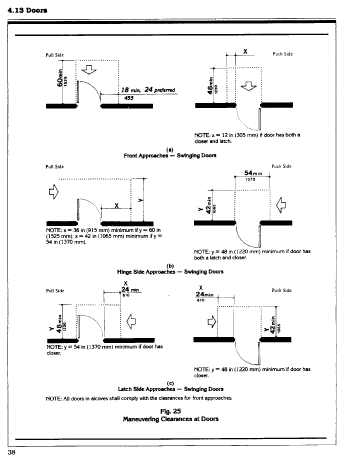 4.13 Doors
Pull Side
X
Push Side
60 min
1525
48 min
1220
18 min, 24 preferred
455
NOTE: x = 12 in (305 mm) if door has both a
closer and latch.
(a)
Front Approaches — Swinging Doors
Pull Side
Push Side
54 min
1370
X
Y
Y
42 min
1065
NOTE: x = 36 in (915 mm) minimum if y = 60 in
(1525 mm); x = 42 in (1065 mm) minimum if y =
54 in (1370 mm).
NOTE: y = 48 in (1220 mm) minimum if door has
both a latch and closer.
(b)
Hinge Side Approaches — Swinging Doors
Pull Side
X
24 min
610
X
24 min
610
Push Side
Y
48 min
1220
Y
42 min
1065
NOTE: y = 54 in (1370 mm) minimum if door has
closer.
NOTE: y = 48 in (1220 mm) minimum if door has
closer.
(c)
Latch Side Approaches — Swinging Doors
NOTE: All doors in alcoves shall comply with the clearances for front approaches.
Fig. 25
Maneuvering Clearances at Doors
38